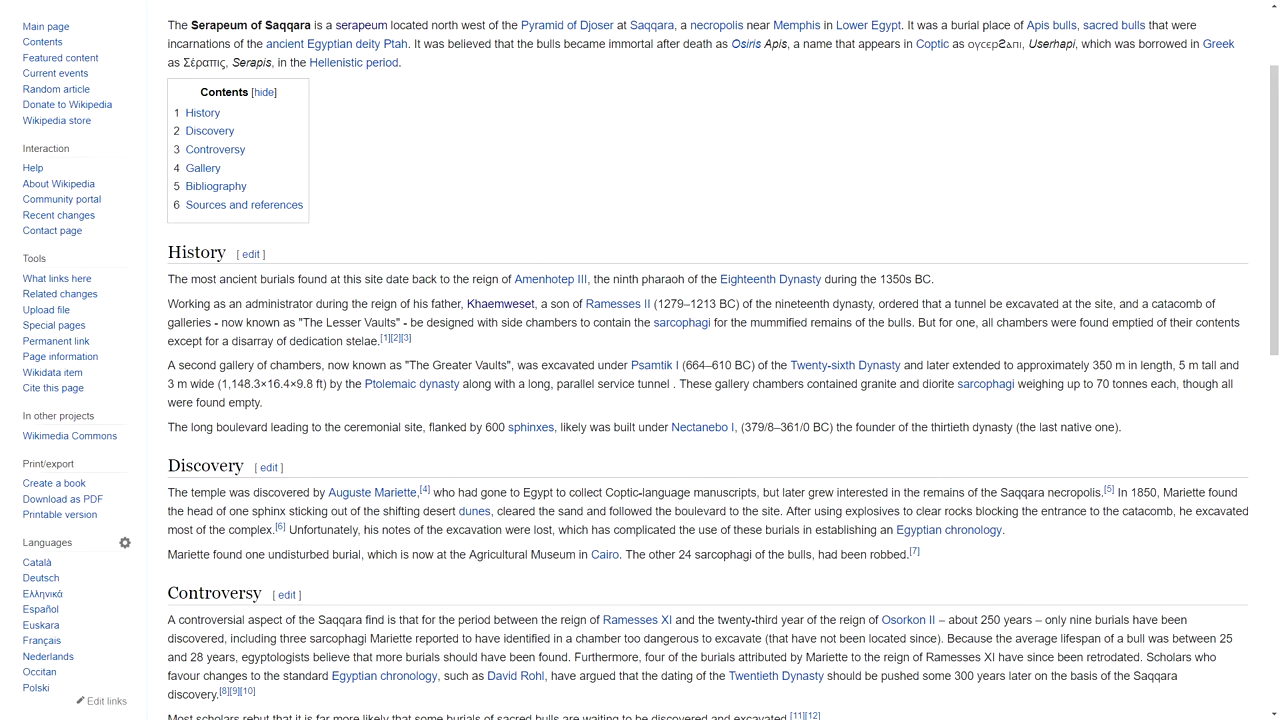 Main page
Contents
Featured content
Current events
Random article
Donate to Wikipedia
Wikipedia store
Interaction
Help
About Wikipedia
Community portal
Recent changes
Contact page
Tools
What links here
Related changes
Upload file
Special pages
Permanent link
Page information
Wikidata item
Cite this page
In other projects
Wikimedia Commons
Print/export
Create a book
Download as PDF
Printable version
Languages
Català
Deutsch
Ελληνικά
Español
Euskara
Français
Nederlands
Occitan
Polski
Edit links
The Serapeum of Saqqara is a serapeum located north west of the Pyramid of Djoser at Saqqara, a necropolis near Memphis in Lower Egypt. It was a burial place of Apis bulls, sacred bulls that were
incarnations of the ancient Egyptian deity Ptah. It was believed that the bulls became immortal after death as Osiris Apis, a name that appears in Coptic as ⲟⲩⲥⲉⲣϩⲁⲡⲓ, Userhapi, which was borrowed in Greek
as Σέραπις, Serapis, in the Hellenistic period.
Contents [hide]
1 History
2 Discovery
3 Controversy
4 Gallery
5 Bibliography
6 Sources and references
History [ edit ]
The most ancient burials found at this site date back to the reign of Amenhotep III, the ninth pharaoh of the Eighteenth Dynasty during the 1350s BC.
Working as an administrator during the reign of his father, Khaemweset, a son of Ramesses II (1279–1213 BC) of the nineteenth dynasty, ordered that a tunnel be excavated at the site, and a catacomb of
galleries - now known as "The Lesser Vaults" - be designed with side chambers to contain the sarcophagi for the mummified remains of the bulls. But for one, all chambers were found emptied of their contents
except for a disarray of dedication stelae.[1][2][3]
A second gallery of chambers, now known as "The Greater Vaults", was excavated under Psamtik I (664–610 BC) of the Twenty-sixth Dynasty and later extended to approximately 350 m in length, 5 m tall and
3 m wide (1,148.3×16.4×9.8 ft) by the Ptolemaic dynasty along with a long, parallel service tunnel . These gallery chambers contained granite and diorite sarcophagi weighing up to 70 tonnes each, though all
were found empty.
The long boulevard leading to the ceremonial site, flanked by 600 sphinxes, likely was built under Nectanebo I, (379/8–361/0 BC) the founder of the thirtieth dynasty (the last native one).
Discovery [ edit ]
The temple was discovered by Auguste Mariette,[4] who had gone to Egypt to collect Coptic-language manuscripts, but later grew interested in the remains of the Saqqara necropolis.[5] In 1850, Mariette found
the head of one sphinx sticking out of the shifting desert dunes, cleared the sand and followed the boulevard to the site. After using explosives to clear rocks blocking the entrance to the catacomb, he excavated
most of the complex.[6] Unfortunately, his notes of the excavation were lost, which has complicated the use of these burials in establishing an Egyptian chronology.
Mariette found one undisturbed burial, which is now at the Agricultural Museum in Cairo. The other 24 sarcophagi of the bulls, had been robbed.[7]
Controversy [ edit ]
A controversial aspect of the Saqqara find is that for the period between the reign of Ramesses XI and the twenty-third year of the reign of Osorkon II – about 250 years – only nine burials have been
discovered, including three sarcophagi Mariette reported to have identified in a chamber too dangerous to excavate (that have not been located since). Because the average lifespan of a bull was between 25
and 28 years, egyptologists believe that more burials should have been found. Furthermore, four of the burials attributed by Mariette to the reign of Ramesses XI have since been retrodated. Scholars who
favour changes to the standard Egyptian chronology, such as David Rohl, have argued that the dating of the Twentieth Dynasty should be pushed some 300 years later on the basis of the Saqqara
discovery.[8][9][10]
Most scholars rebut that it is far more likely that some burials of sacred bulls are waiting to be discovered and excavated.[11][12]